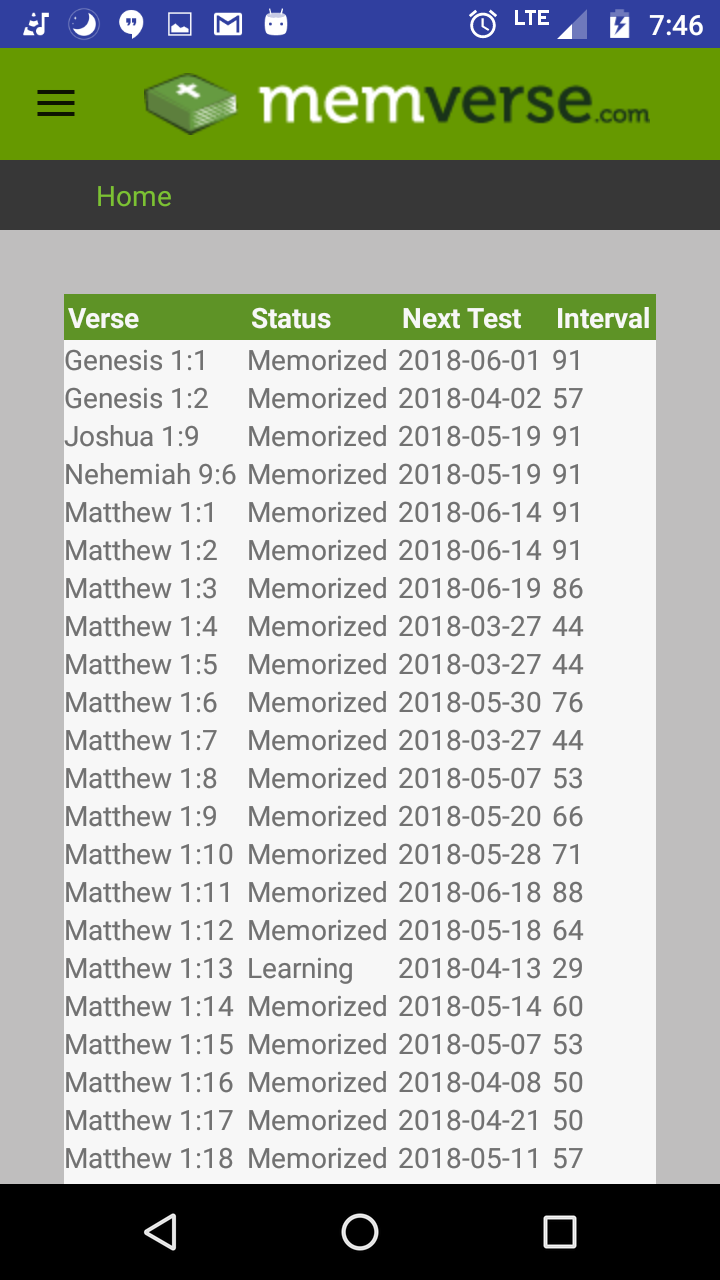 LTE 7:46
memverse.com
Home
Verse Status Next Test Interval
Genesis 1:1 Memorized 2018-06-01 91
Genesis 1:2 Memorized 2018-04-02 57
Joshua 1:9 Memorized 2018-05-19 91
Nehemiah 9:6 Memorized 2018-05-19 91
Matthew 1:1 Memorized 2018-06-14 91
Matthew 1:2 Memorized 2018-06-14 91
Matthew 1:3 Memorized 2018-06-19 86
Matthew 1:4 Memorized 2018-03-27 44
Matthew 1:5 Memorized 2018-03-27 44
Matthew 1:6 Memorized 2018-05-30 76
Matthew 1:7 Memorized 2018-03-27 44
Matthew 1:8 Memorized 2018-05-07 53
Matthew 1:9 Memorized 2018-05-20 66
Matthew 1:10 Memorized 2018-05-28 71
Matthew 1:11 Memorized 2018-06-18 88
Matthew 1:12 Memorized 2018-05-18 64
Matthew 1:13 Learning 2018-04-13 29
Matthew 1:14 Memorized 2018-05-14 60
Matthew 1:15 Memorized 2018-05-07 53
Matthew 1:16 Memorized 2018-04-08 50
Matthew 1:17 Memorized 2018-04-21 50
Matthew 1:18 Memorized 2018-05-11 57